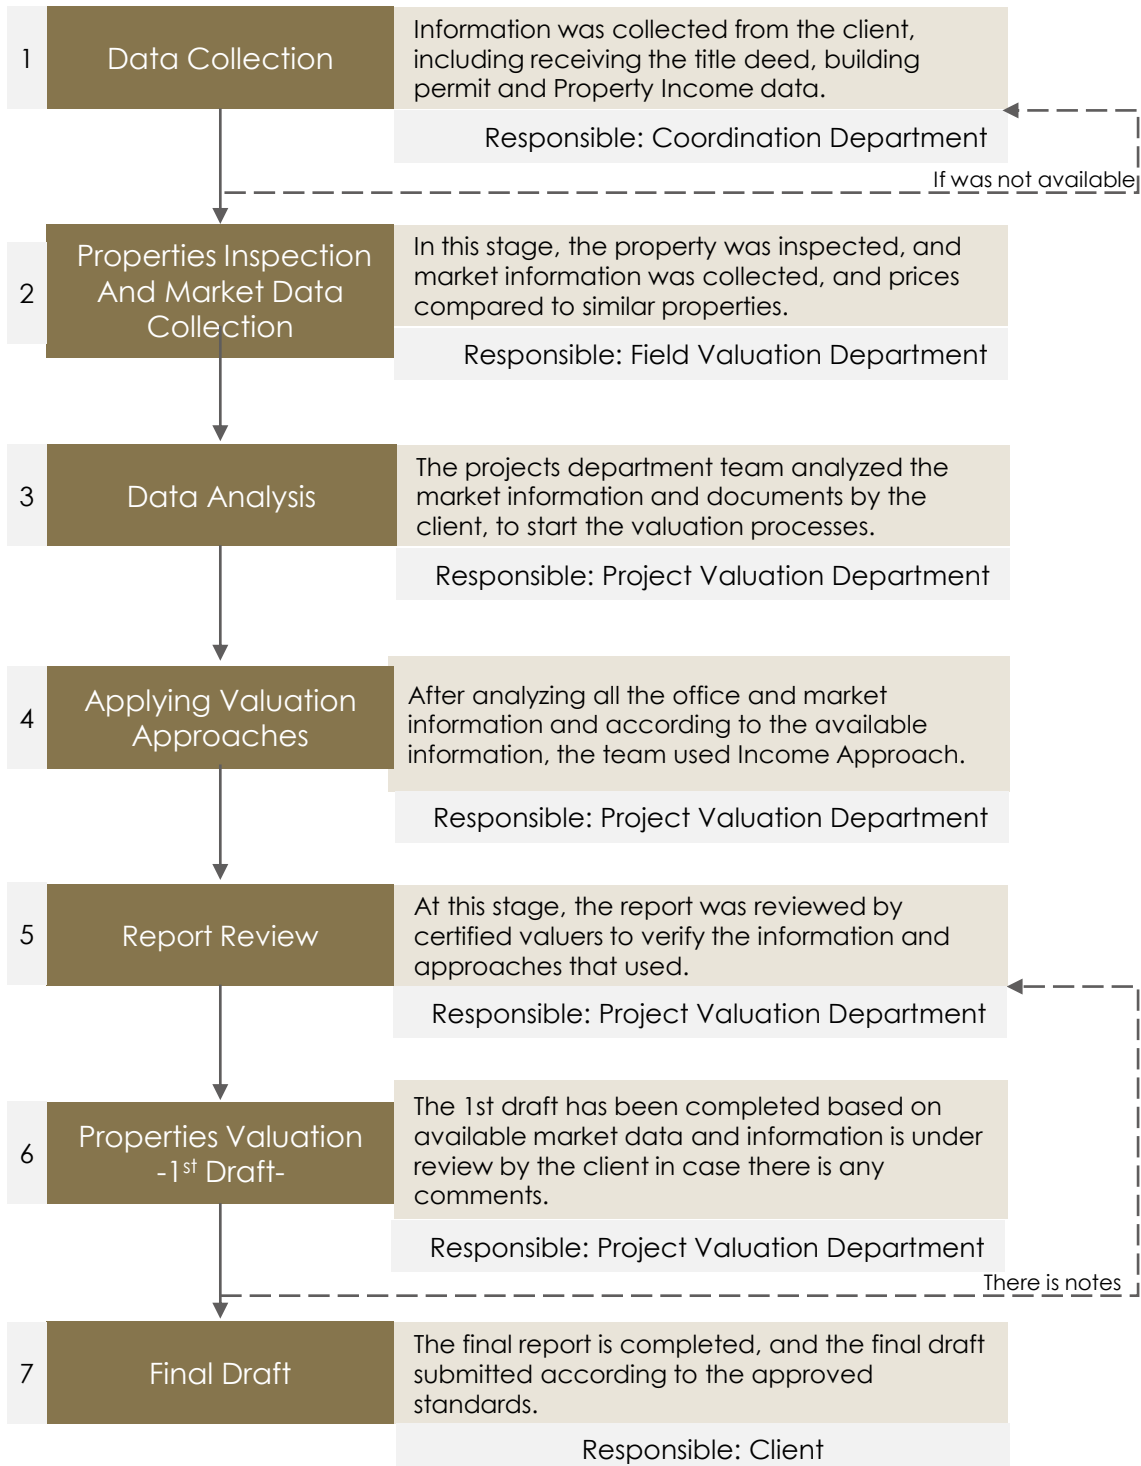 1
Data Collection
Information was collected from the client,
including receiving the title deed, building
permit and Property Income data.
Responsible: Coordination Department
If was not available
2
Properties Inspection
And Market Data
Collection
In this stage, the property was inspected, and
market information was collected, and prices
compared to similar properties.
Responsible: Field Valuation Department
3
Data Analysis
The projects department team analyzed the
market information and documents by the
client, to start the valuation processes.
Responsible: Project Valuation Department
4
Applying Valuation
Approaches
After analyzing all the office and market
information and according to the available
information, the team used Income Approach.
Responsible: Project Valuation Department
5
Report Review
At this stage, the report was reviewed by
certified valuers to verify the information and
approaches that used.
Responsible: Project Valuation Department
6
Properties Valuation
-1st Draft-
The 1st draft has been completed based on
available market data and information is under
review by the client in case there is any
comments.
Responsible: Project Valuation Department
There is notes
7
Final Draft
The final report is completed, and the final draft
submitted according to the approved
standards.
Responsible: Client